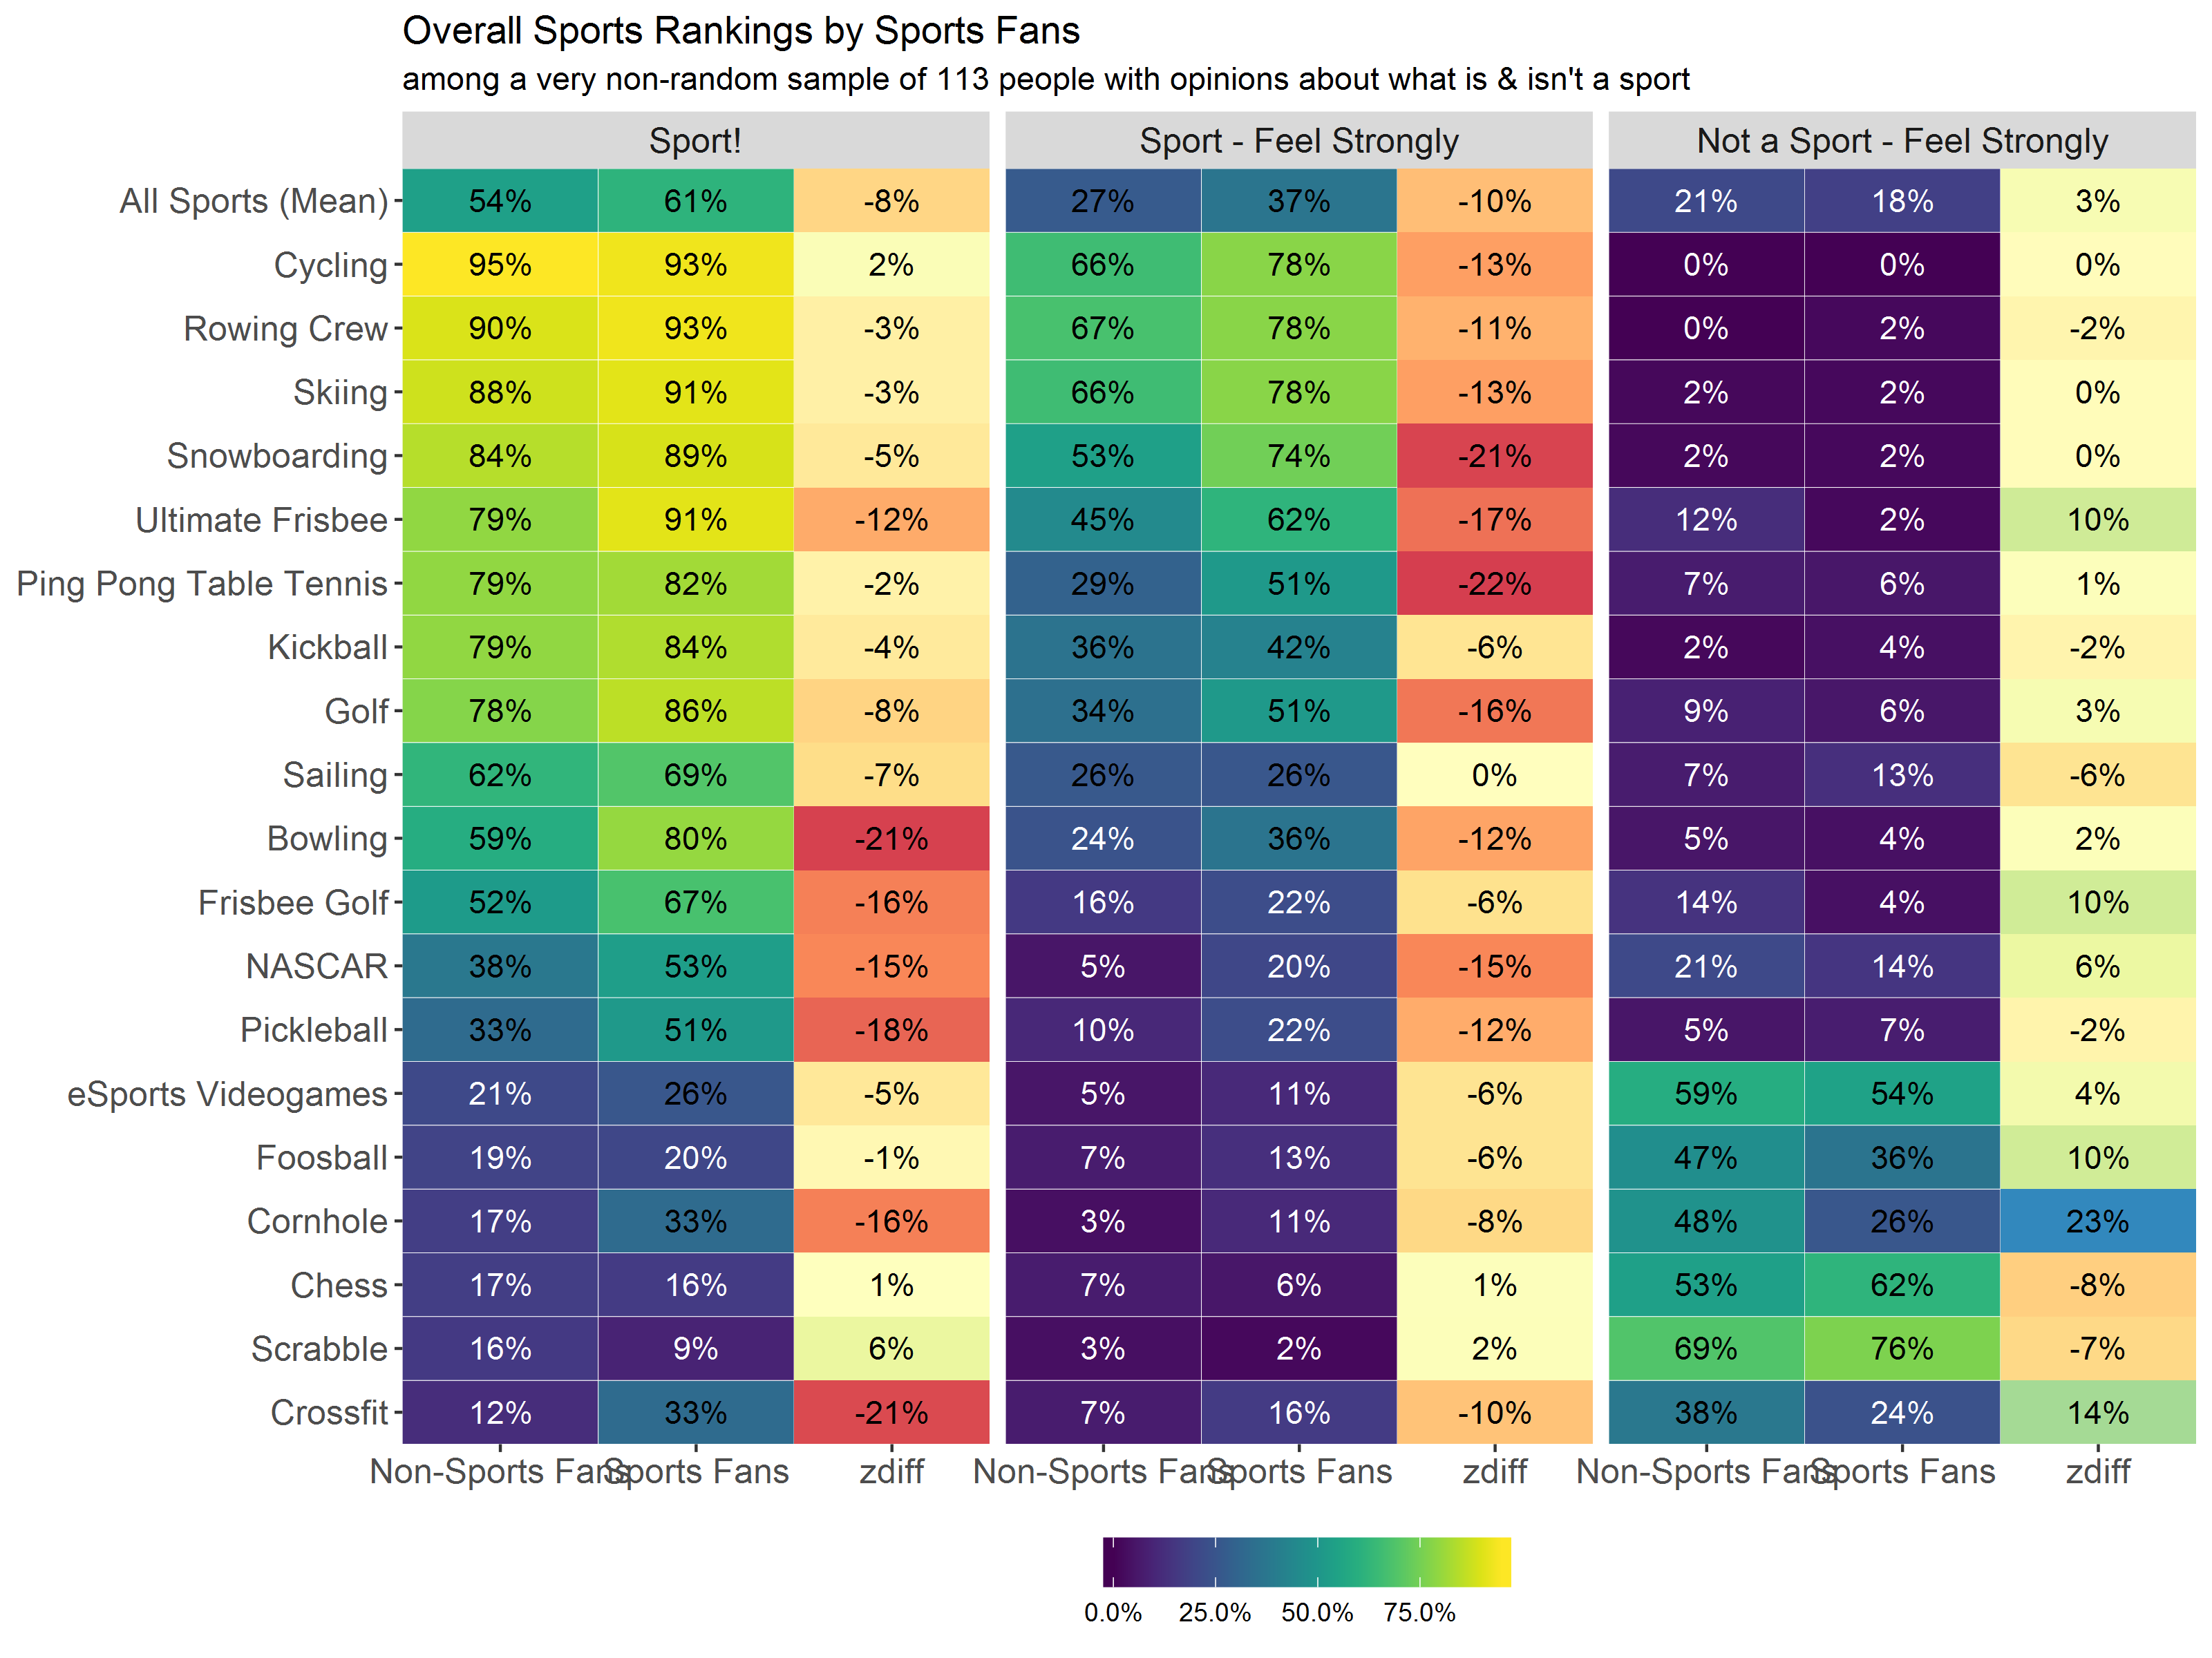 Overall Sports Rankings by Sports Fans
among a very non-random sample of 113 people with opinions about what is & isn't a sport
Sport! Sport - Feel Strongly Not a Sport - Feel Strongly
All Sports (Mean) 54% 61% -8% 27% 37% -10% 21% 18% 3%
Cycling 95% 93% 2% 66% 78% -13% 0% 0% 0%
Rowing Crew 90% 93% -3% 67% 78% -11% 0% 2% -2%
Skiing 88% 91% -3% 66% 78% -13% 2% 2% 0%
Snowboarding 84% 89% -5% 53% 74% -21% 2% 2% 0%
Ultimate Frisbee 79% 91% -12% 45% 62% -17% 12% 2% 10%
Ping Pong Table Tennis 79% 82% -2% 29% 51% -22% 7% 6% 1%
Kickball 79% 84% -4% 36% 42% -6% 2% 4% -2%
Golf 78% 86% -8% 34% 51% -16% 9% 6% 3%
Sailing 62% 69% -7% 26% 26% 0% 7% 13% -6%
Bowling 59% 80% -21% 24% 36% -12% 5% 4% 2%
Frisbee Golf 52% 67% -16% 16% 22% -6% 14% 4% 10%
NASCAR 38% 53% -15% 5% 20% -15% 21% 14% 6%
Pickleball 33% 51% -18% 10% 22% -12% 5% 7% -2%
eSports Videogames 21% 26% -5% 5% 11% -6% 59% 54% 4%
Foosball 19% 20% -1% 7% 13% -6% 47% 36% 10%
Cornhole 17% 33% -16% 3% 11% -8% 48% 26% 23%
Chess 17% 16% 1% 7% 6% 1% 53% 62% -8%
Scrabble 16% 9% 6% 3% 2% 2% 69% 76% -7%
Crossfit 12% 33% -21% 7% 16% -10% 38% 24% 14%
Non-Sports Fans Sports Fans zdiff Non-Sports Fans Sports Fans zdiff Non-Sports Fans Sports Fans zdiff
0.0% 25.0% 50.0% 75.0%